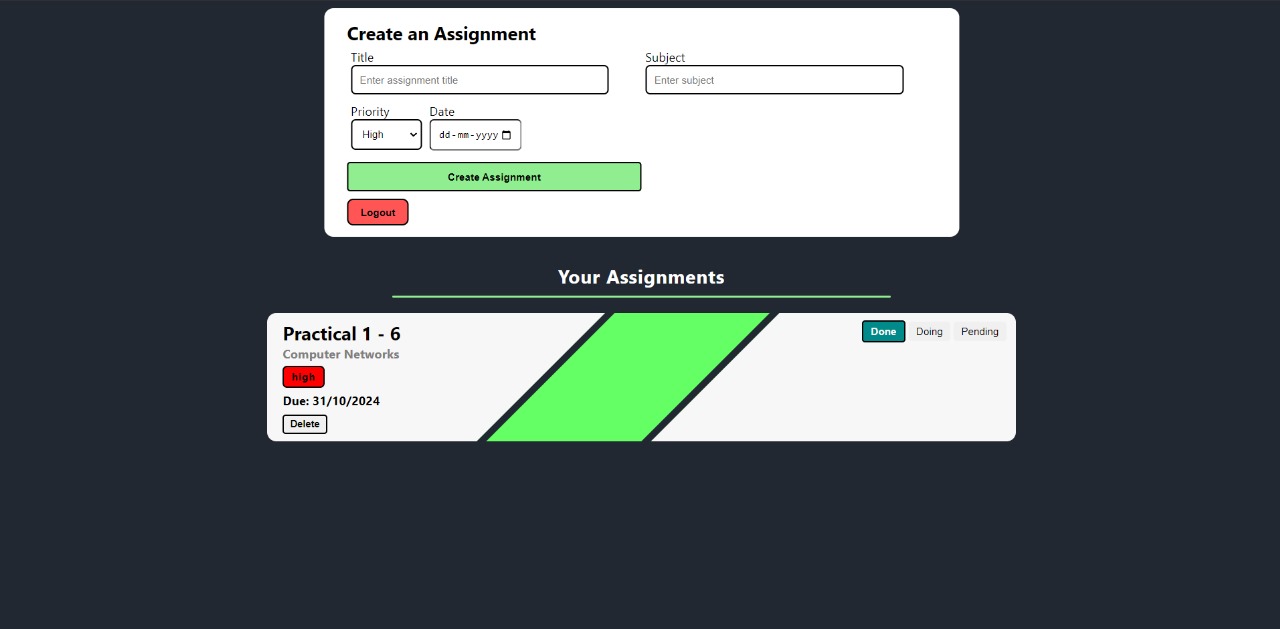 Create an Assignment
Title Subject
Enter assignment title Enter subject
Priority Date
High dd-mm-yyyy
Create Assignment
Logout
Your Assignments
Practical 1 - 6 Done Doing Pending
Computer Networks
high
Due: 31/10/2024
Delete